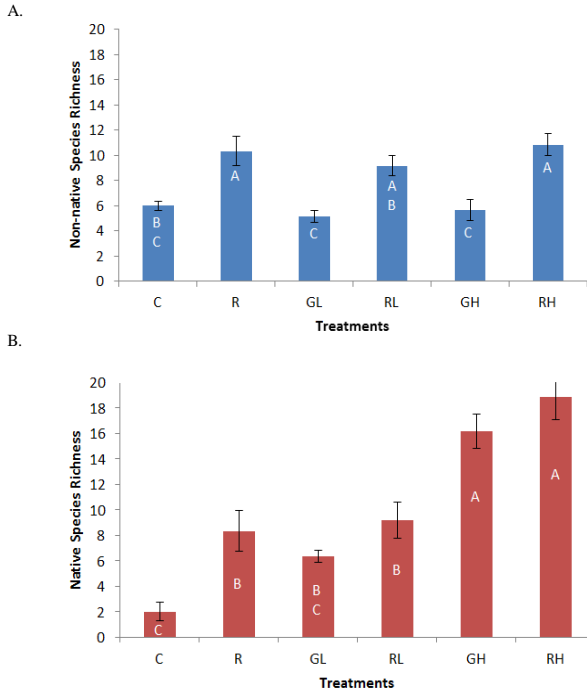 A.
Non-native Species Richness
20
18
16
14
12
10
8
6
4
2
0
B
C
A
C
A
B
C
A
C R GL RL GH RH
Treatments
B.
Native Species Richness
20
18
16
14
12
10
8
6
4
2
0
C
B
B
C
B
A
A
C R GL RL GH RH
Treatments